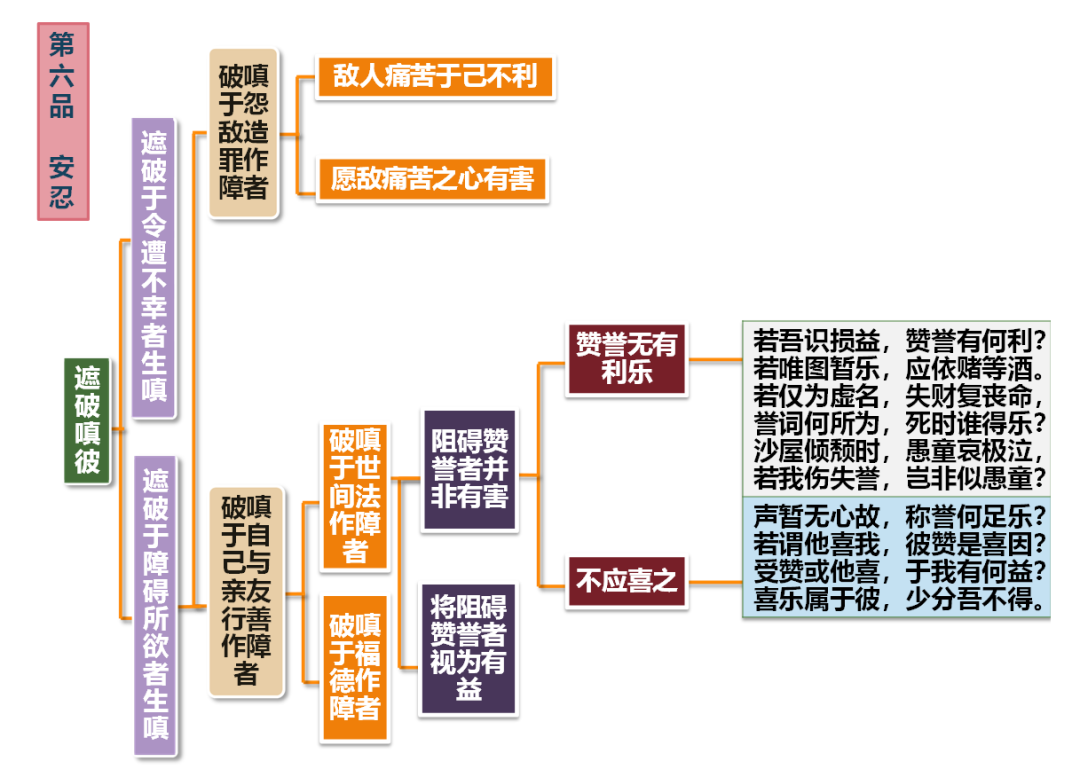 第六品 安忍
遮破嗔彼
遮破于令遭不幸者生嗔
遮破于障碍所欲者生嗔
破嗔
于怨
敌造
罪作
障者
敌人痛苦于己不利
愿敌痛苦之心有害
破嗔
于自
己与
亲友
行善
作障
者
破嗔
于世
间法
作障
者
破嗔
于福
德作
障者
阻碍赞
誉者并
非有害
将阻碍
赞誉者
视为有
益
赞誉无有
利乐
不应喜之
若吾识损益，赞誉有何利？
若唯图暂乐，应依赌等酒。
若仅为虚名，失财复丧命，
誉词何所为，死时谁得乐？
沙屋倾颓时，愚童哀极泣，
若我伤失誉，岂非似愚童？
声暂无心故，称誉何足乐？
若谓他喜我，彼赞是喜因？
受赞或他喜，于我有何益？
喜乐属于彼，少分吾不得。